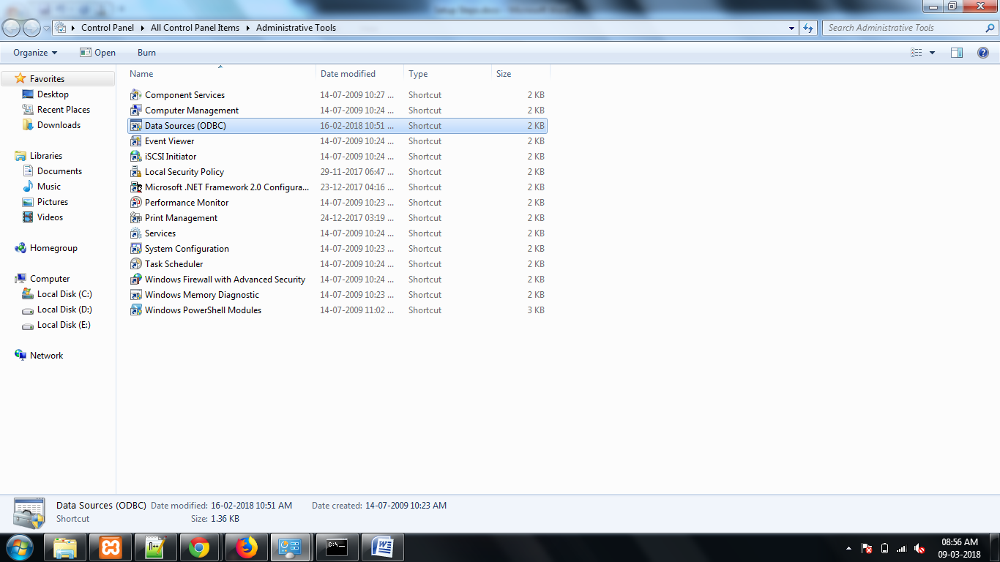 Control Panel All Control Panel Items Administrative Tools
Search Administrative Tools
Organize Open Burn
Name Date modified Type Size
Favorites
Desktop
Recent Places
Downloads
Libraries
Documents
Music
Pictures
Videos
Homegroup
Computer
Local Disk (C:)
Local Disk (D:)
Local Disk (E:)
Network
Component Services 14-07-2009 10:27 ... Shortcut 2 KB
Computer Management 14-07-2009 10:24 ... Shortcut 2 KB
Data Sources (ODBC) 16-02-2018 10:51 ... Shortcut 2 KB
Event Viewer 14-07-2009 10:24 ... Shortcut 2 KB
iSCSI Initiator 14-07-2009 10:24 ... Shortcut 2 KB
Local Security Policy 29-11-2017 06:47 ... Shortcut 2 KB
Microsoft .NET Framework 2.0 Configura... 23-12-2017 04:16 ... Shortcut 2 KB
Performance Monitor 14-07-2009 10:23 ... Shortcut 2 KB
Print Management 24-12-2017 03:19 ... Shortcut 2 KB
Services 14-07-2009 10:24 ... Shortcut 2 KB
System Configuration 14-07-2009 10:23 ... Shortcut 2 KB
Task Scheduler 14-07-2009 10:24 ... Shortcut 2 KB
Windows Firewall with Advanced Security 14-07-2009 10:24 ... Shortcut 2 KB
Windows Memory Diagnostic 14-07-2009 10:23 ... Shortcut 2 KB
Windows PowerShell Modules 14-07-2009 11:02 ... Shortcut 3 KB
Data Sources (ODBC) Date modified: 16-02-2018 10:51 AM Date created: 14-07-2009 10:23 AM
Shortcut Size: 1.36 KB
08:56 AM
09-03-2018